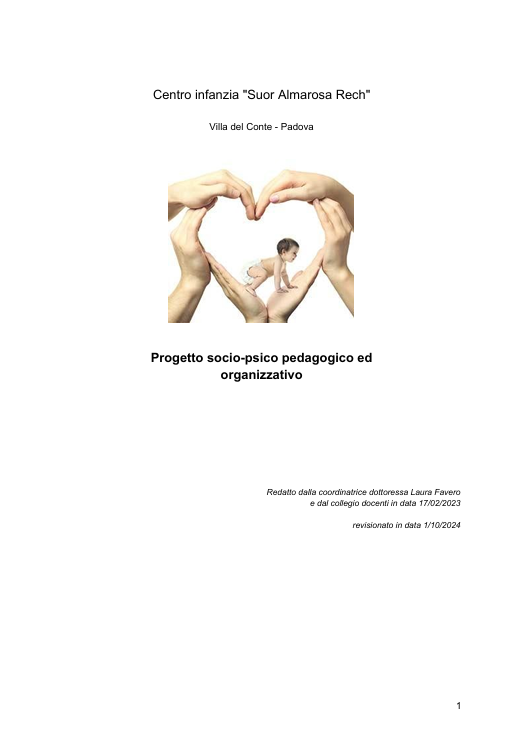 Centro infanzia "Suor Almarosa Rech"
Villa del Conte - Padova
Progetto socio-psico pedagogico ed
organizzativo
Redatto dalla coordinatrice dottoressa Laura Favero
e dal collegio docenti in data 17/02/2023
revisionato in data 1/10/2024
1